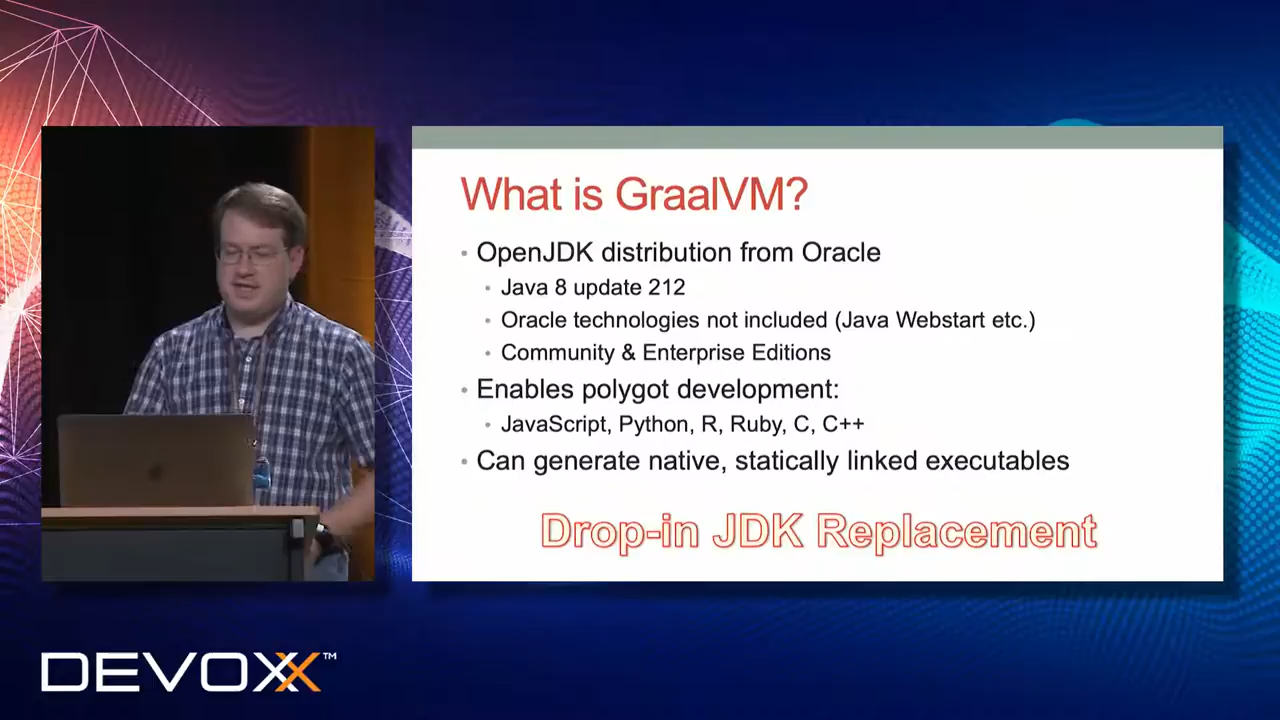 What is GraalVM?
• OpenJDK distribution from Oracle
• Java 8 update 212
• Oracle technologies not included (Java Webstart etc.)
• Community & Enterprise Editions
• Enables polygot development:
• JavaScript, Python, R, Ruby, C, C++
• Can generate native, statically linked executables
Drop-in JDK Replacement
DEVOXX™